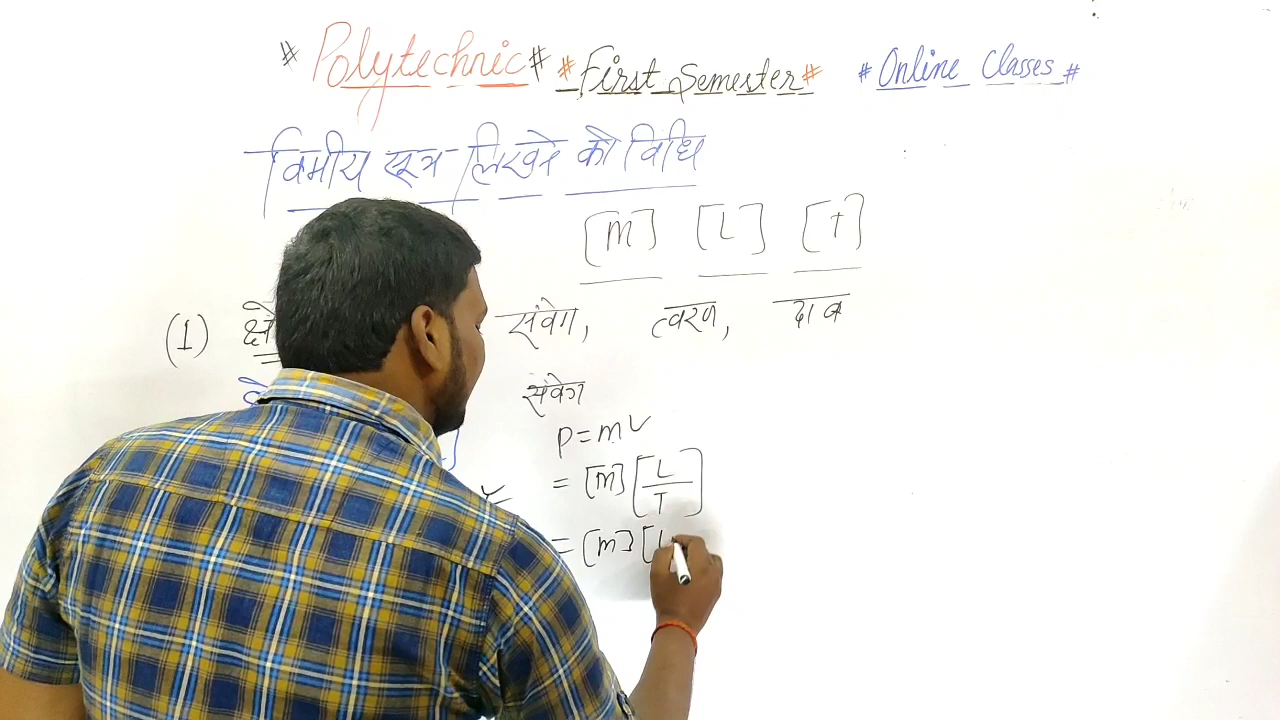 # Polytechnic # * First Semester # # Online Classes #
विमीय सूत्र लिखने की विधि
[M] [L] [T]
(1) क्षे संवेग, त्वरण, दाब
संवेग
P = mv
= [M] [L/T]
= [M] [L